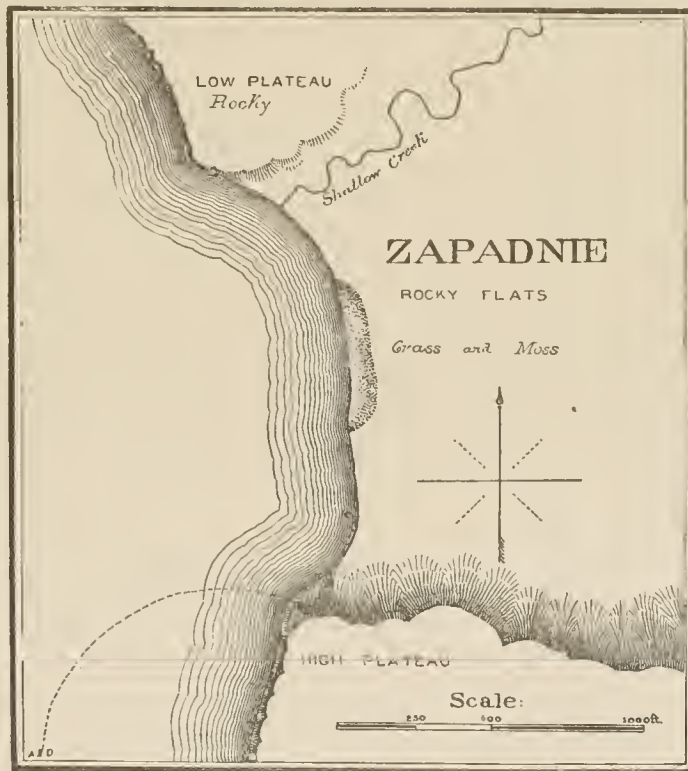 LOW PLATEAU
Rocky
Shallow Creek
ZAPADNIE
ROCKY FLATS
Grass and Moss
HIGH PLATEAU
Scale:
250 500 1000ft.